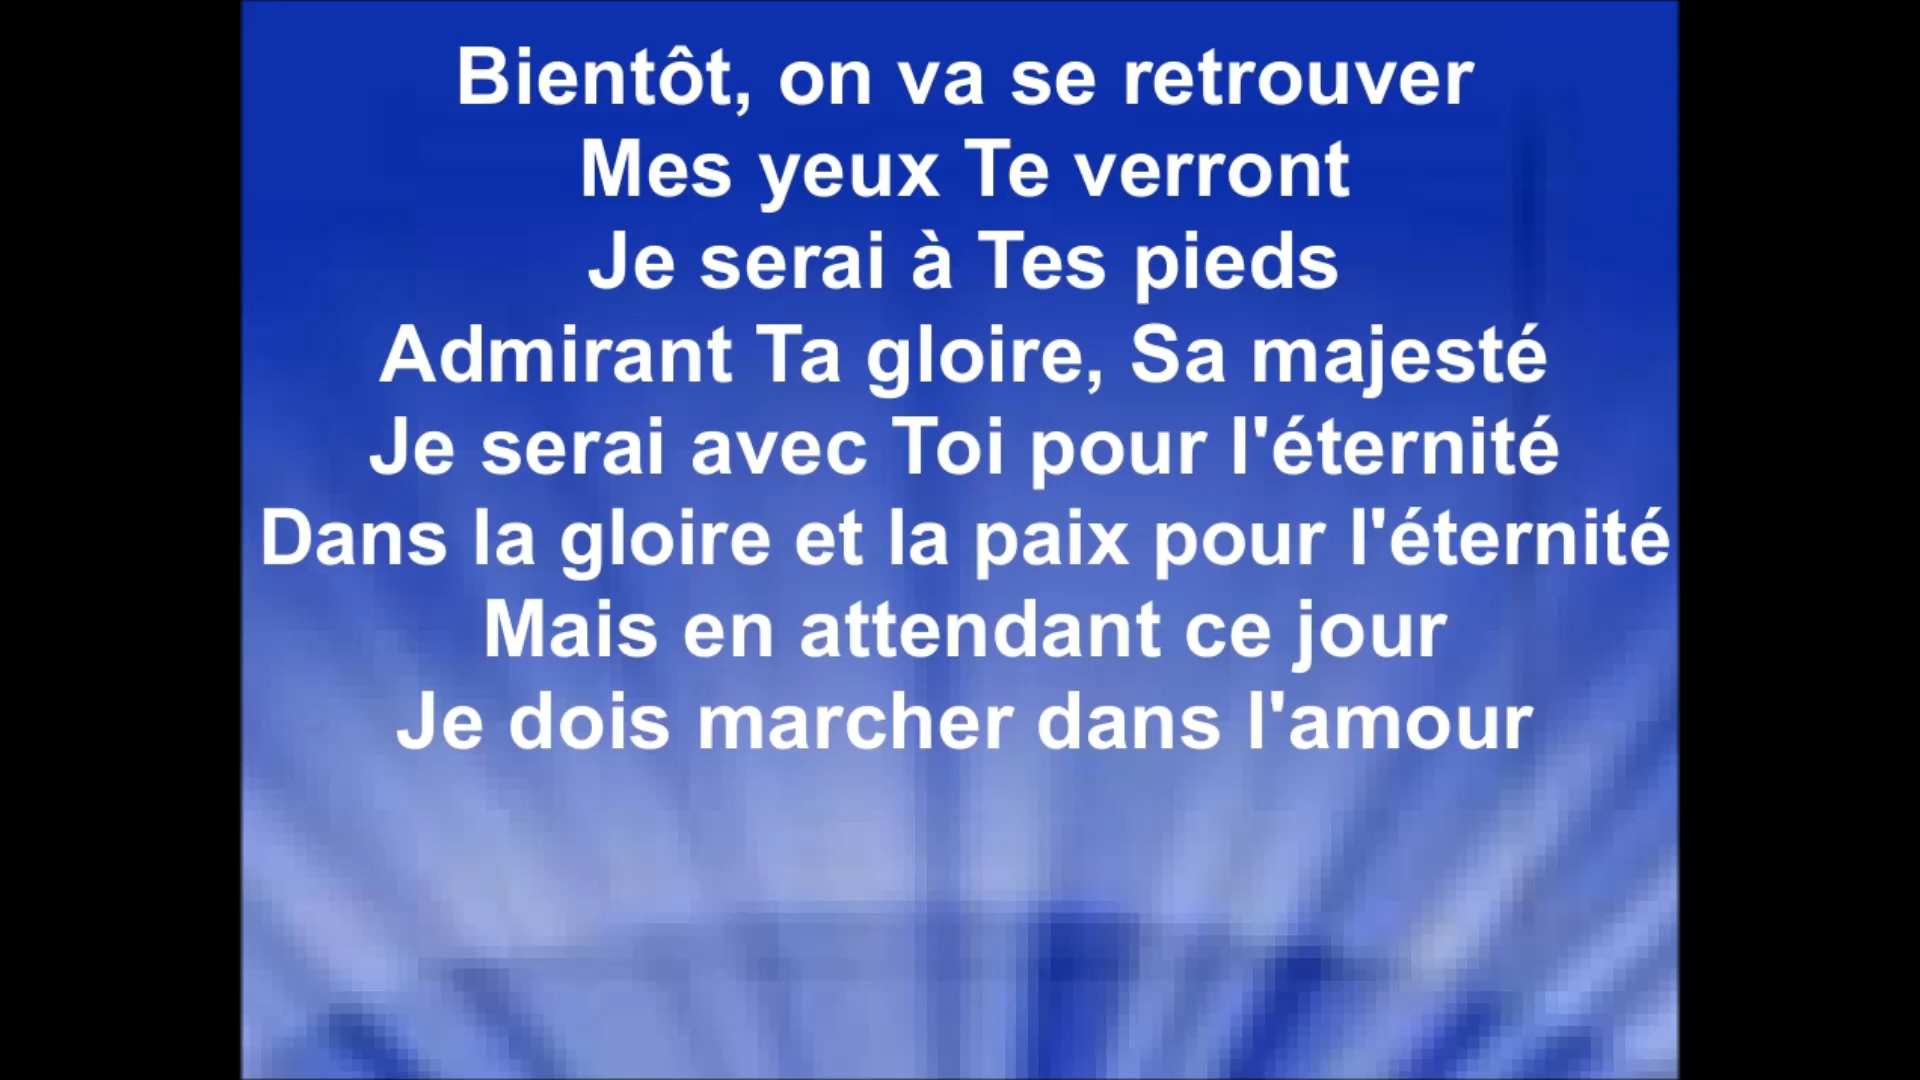 Bientôt, on va se retrouver
Mes yeux Te verront
Je serai à Tes pieds
Admirant Ta gloire, Sa majesté
Je serai avec Toi pour l'éternité
Dans la gloire et la paix pour l'éternité
Mais en attendant ce jour
Je dois marcher dans l'amour